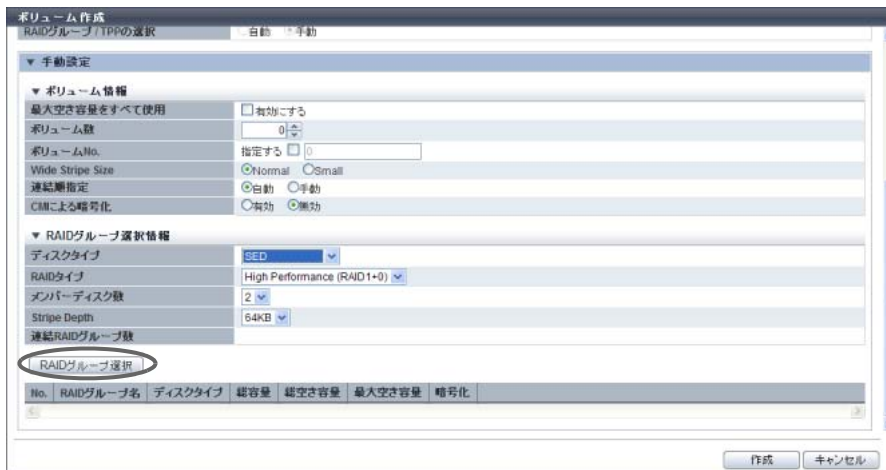 ボリューム作成
RAIDグループ/TPPの選択 自動 手動
▼ 手動設定
▼ ボリューム情報
最大空き容量をすべて使用 有効にする
ボリューム数 0
ボリュームNo. 指定する 0
Wide Stripe Size Normal Small
連結順指定 自動 手動
CMによる暗号化 有効 無効
▼ RAIDグループ選択情報
ディスクタイプ SED
RAIDタイプ High Performance (RAID1+0)
メンバーディスク数 2
Stripe Depth 64KB
連結RAIDグループ数
RAIDグループ選択
No. RAIDグループ名 ディスクタイプ 総容量 総空き容量 最大空き容量 暗号化
作成 キャンセル